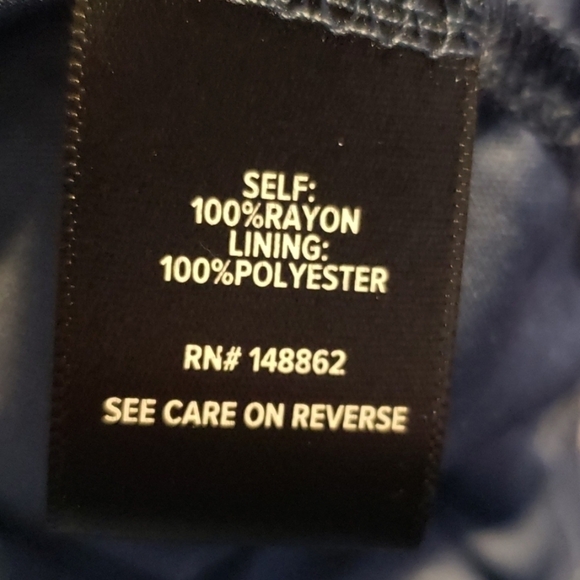 SELF:
100%RAYON
LINING:
100%POLYESTER
RN# 148862
SEE CARE ON REVERSE